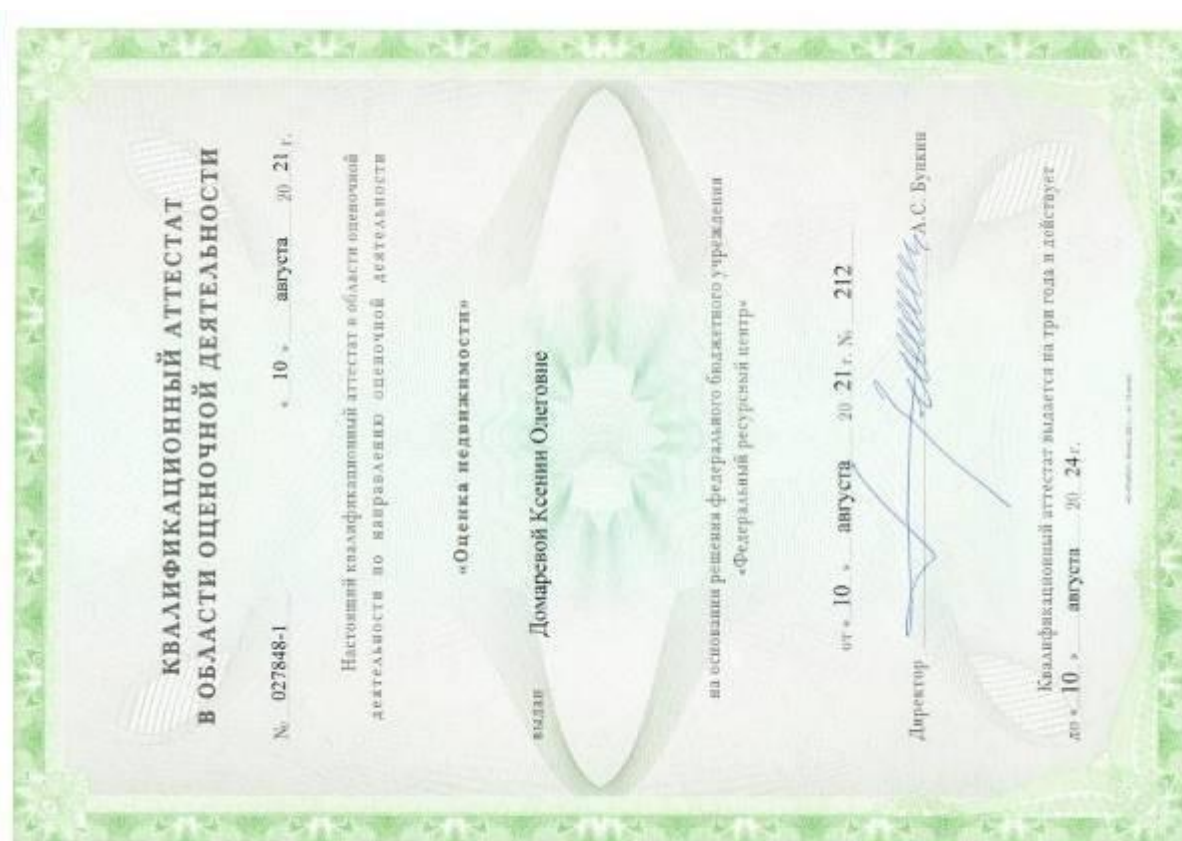 КВАЛИФИКАЦИОННЫЙ АТТЕСТАТ
В ОБЛАСТИ ОЦЕНОЧНОЙ ДЕЯТЕЛЬНОСТИ
№ 027848-1 « 10 » августа 20 21 г.
Настоящий квалификационный аттестат в области оценочной
деятельности по направлению оценочной деятельности
«Оценка недвижимости»
выдан Домаревой Ксении Олеговне
на основании решения федерального бюджетного учреждения
«Федеральный ресурсный центр»
от « 10 » августа 20 21 г. № 212
Директор А.С. Бункин
Квалификационный аттестат выдается на три года и действует
до « 10 » августа 20 24 г.